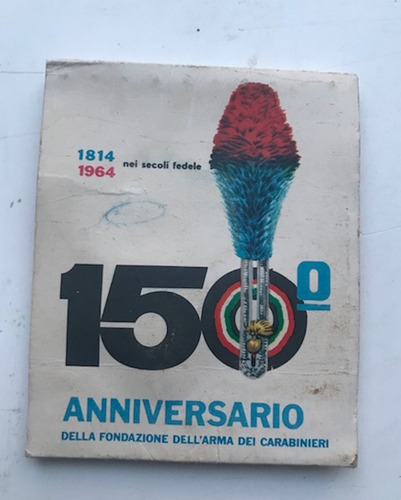 1814
nei secoli fedele
1964
150º
ANNIVERSARIO
DELLA FONDAZIONE DELL'ARMA DEI CARABINIERI